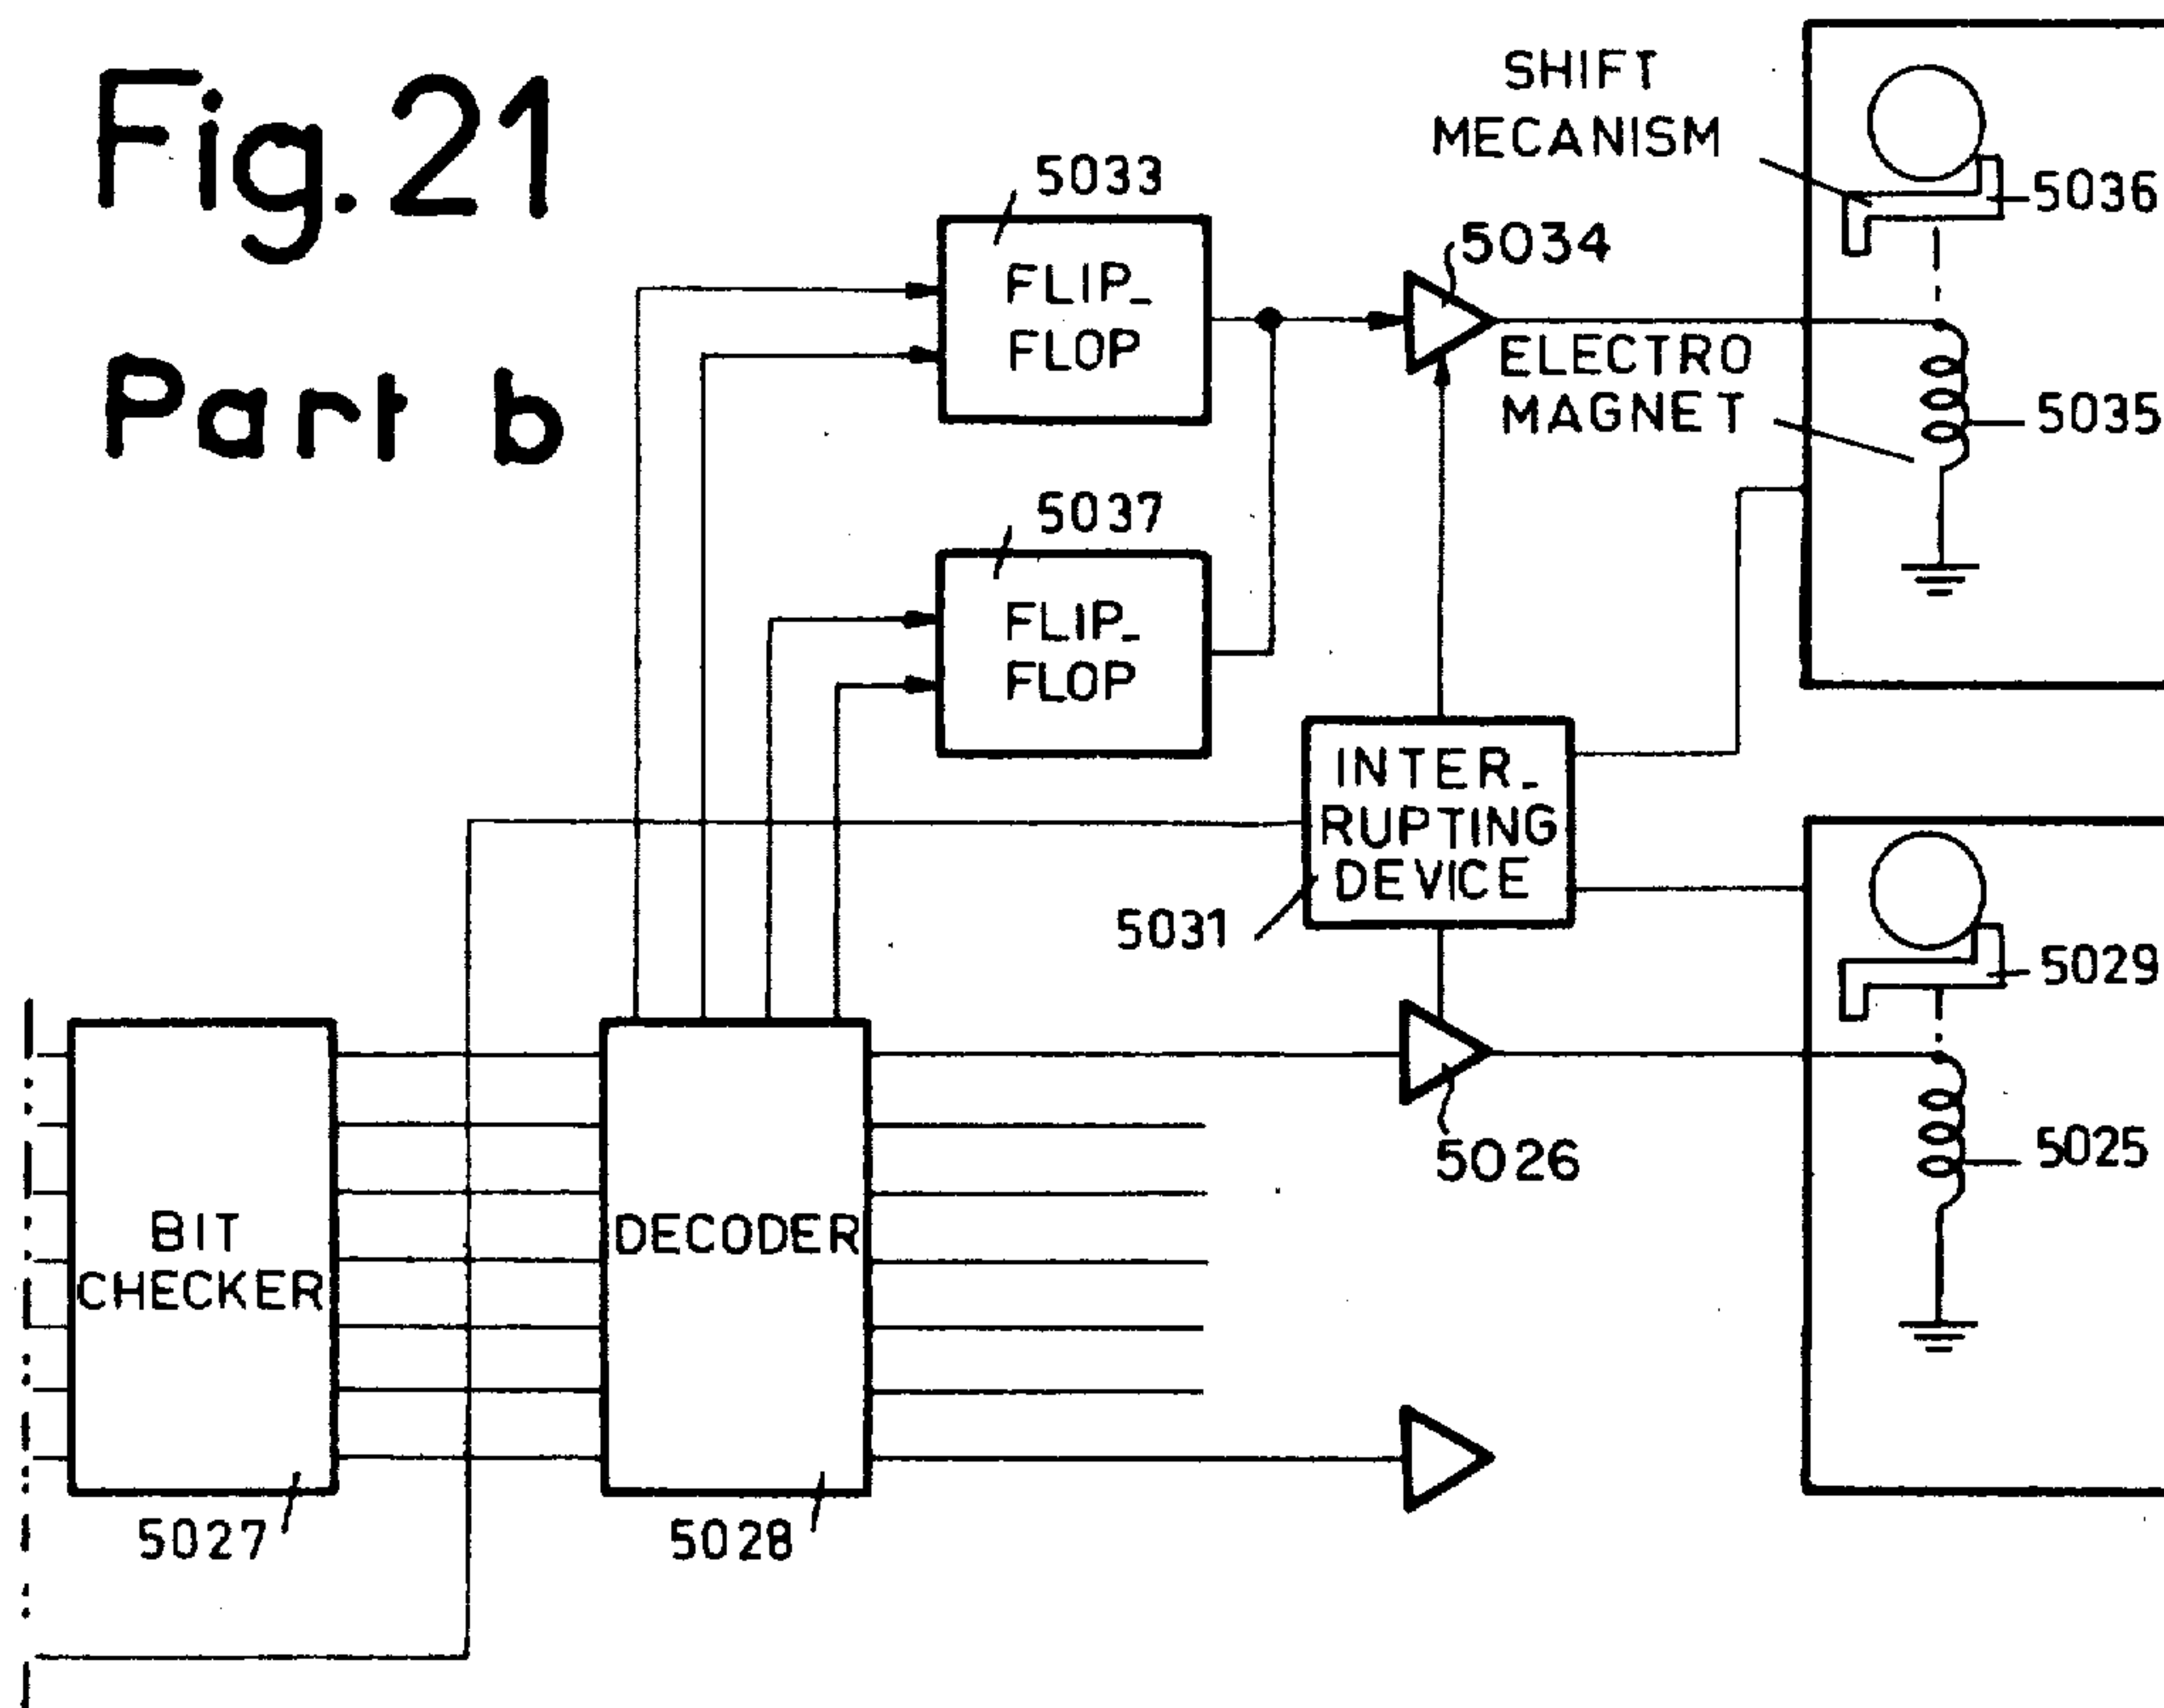 Fig.21
Part b
SHIFT
MECANISM
5033
5036
5034
FLIP_
FLOP
ELECTRO
MAGNET
5035
5037
FLIP_
FLOP
INTER_
RUPTING
DEVICE
5031
5029
5026
5025
BIT
CHECKER
DECODER
5027
5028